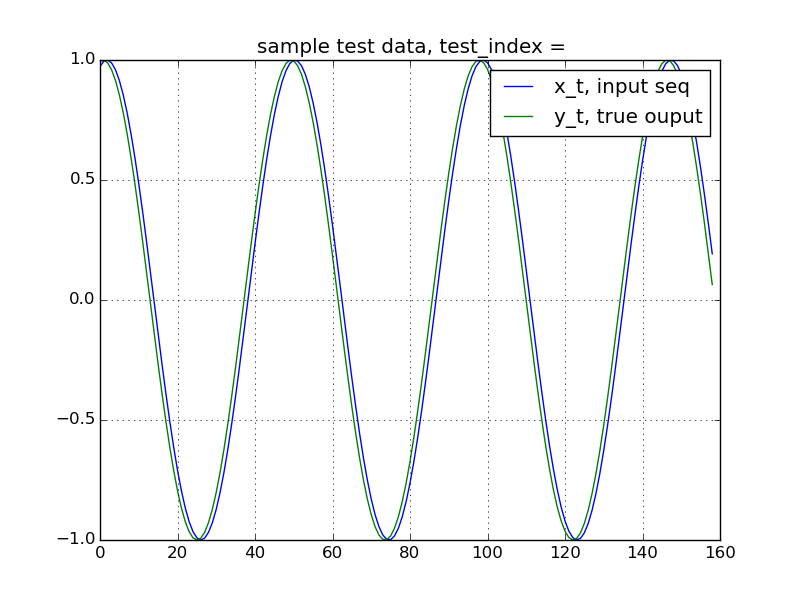 sample test data, test_index =
x_t, input seq
y_t, true ouput
1.0
0.5
0.0
−0.5
−1.0
0 20 40 60 80 100 120 140 160